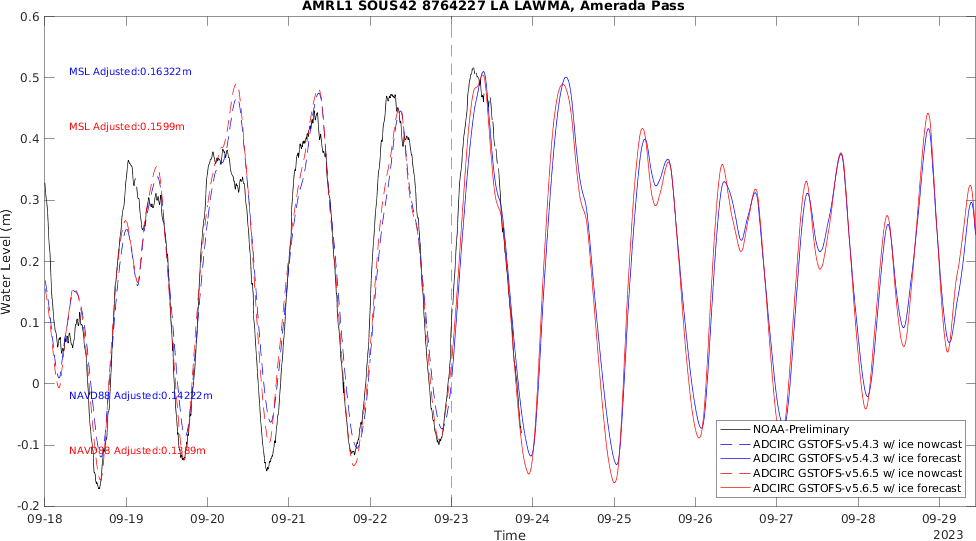 AMRL1 SOUS42 8764227 LA LAWMA, Amerada Pass
0.6
0.5
0.4
0.3
0.2
0.1
0
-0.1
-0.2
Water Level (m)
MSL Adjusted:0.16322m
MSL Adjusted:0.1599m
NAVD88 Adjusted:0.14222m
NAVD88 Adjusted:0.1389m
NOAA-Preliminary
ADCIRC GSTOFS-v5.4.3 w/ ice nowcast
ADCIRC GSTOFS-v5.4.3 w/ ice forecast
ADCIRC GSTOFS-v5.6.5 w/ ice nowcast
ADCIRC GSTOFS-v5.6.5 w/ ice forecast
09-18 09-19 09-20 09-21 09-22 09-23 09-24 09-25 09-26 09-27 09-28 09-29
Time
2023